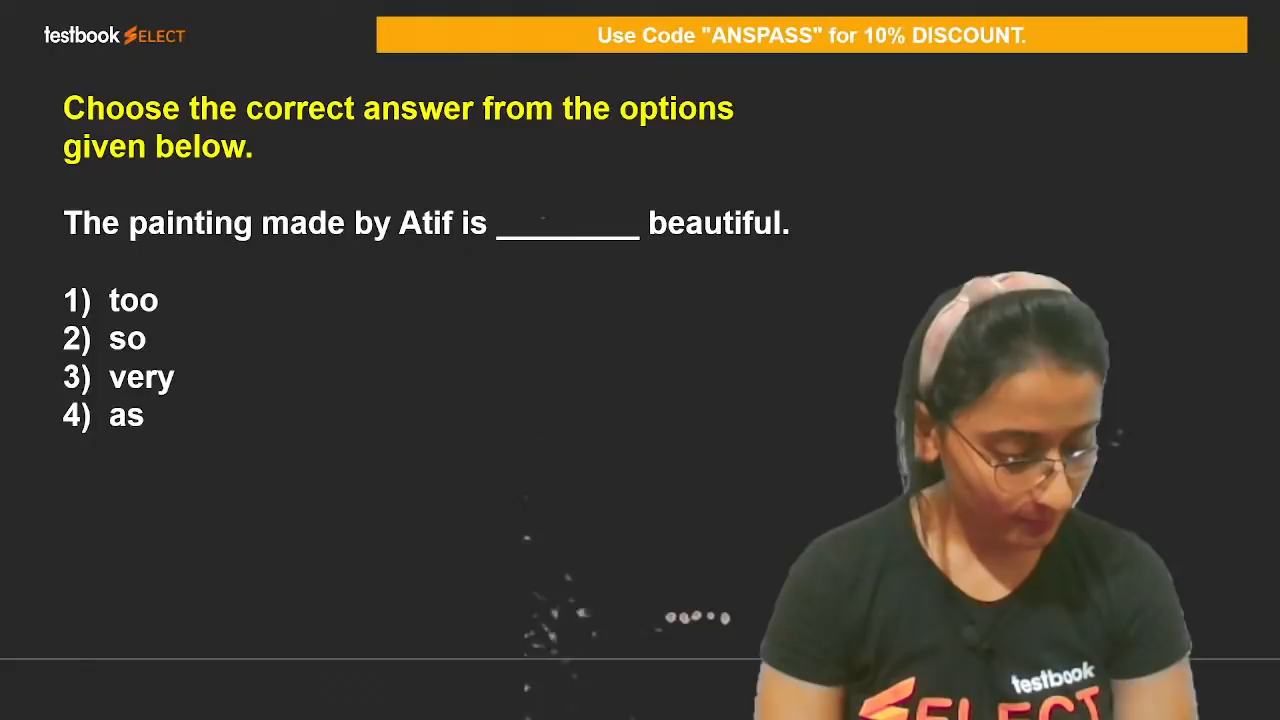 testbook SELECT
Use Code "ANSPASS" for 10% DISCOUNT.
Choose the correct answer from the options
given below.
The painting made by Atif is ________ beautiful.
1) too
2) so
3) very
4) as
testbook
SELECT